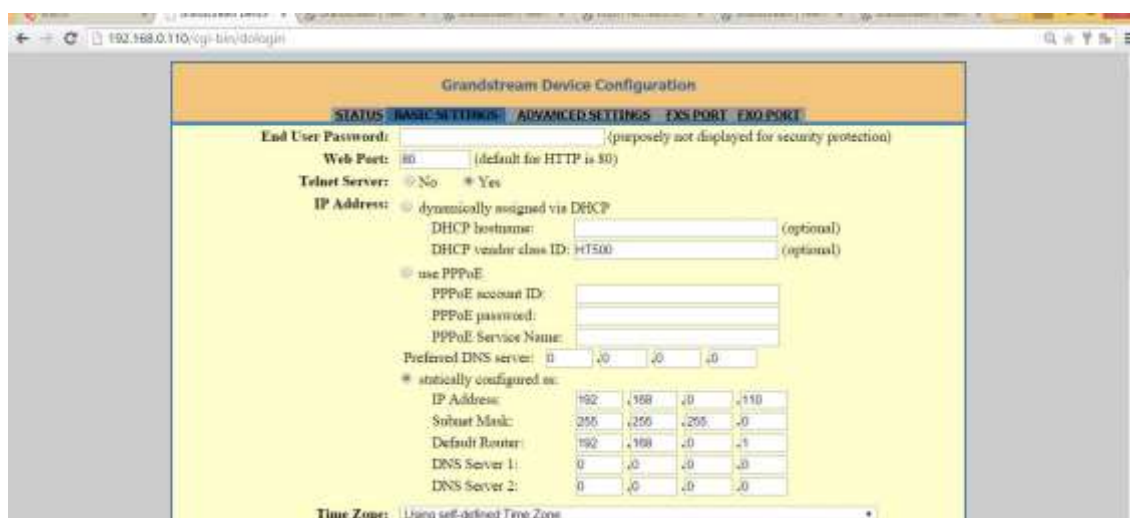 192.168.0.110/cgi-bin/dologin
Grandstream Device Configuration
STATUS BASIC SETTINGS ADVANCED SETTINGS FXS PORT FXO PORT
End User Password: (purposely not displayed for security protection)
Web Port: 80 (default for HTTP is 80)
Telnet Server: No Yes
IP Address: dynamically assigned via DHCP
DHCP hostname: (optional)
DHCP vendor class ID: HT500 (optional)
use PPPoE
PPPoE account ID:
PPPoE password:
PPPoE Service Name:
Preferred DNS server: 0 .0 .0 .0
statically configured as:
IP Address: 192 .168 .0 .110
Subnet Mask: 255 .255 .255 .0
Default Router: 192 .168 .0 .1
DNS Server 1: 0 .0 .0 .0
DNS Server 2: 0 .0 .0 .0
Time Zone: Using self-defined Time Zone